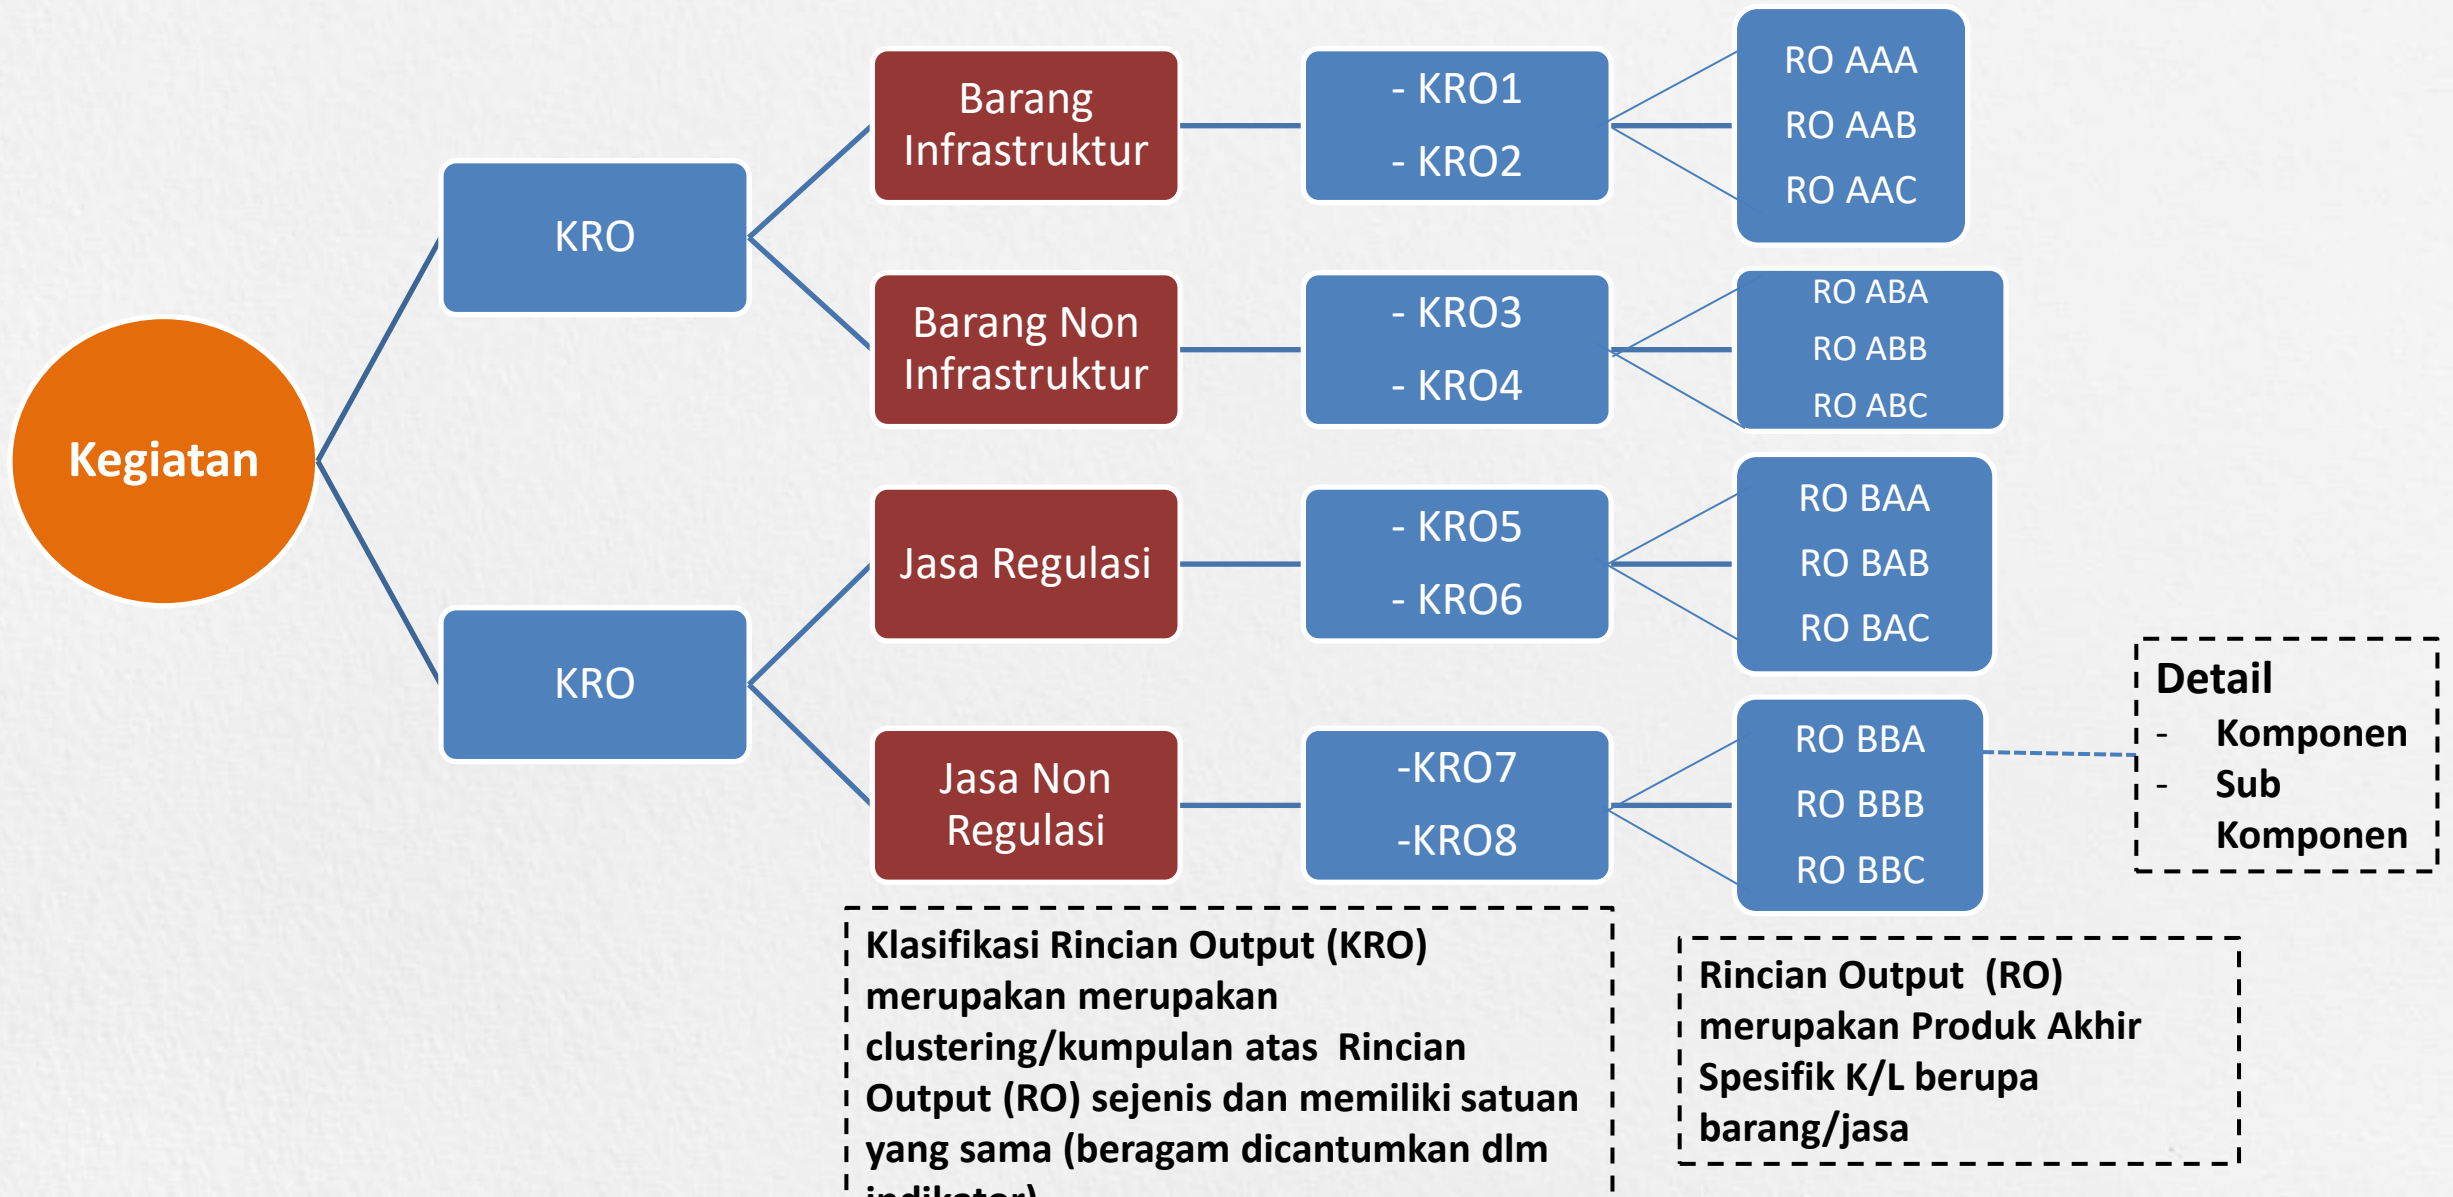 Kegiatan
KRO
KRO
Barang
Infrastruktur
Barang Non
Infrastruktur
Jasa Regulasi
Jasa Non
Regulasi
- KRO1
- KRO2
- KRO3
- KRO4
- KRO5
- KRO6
-KRO7
-KRO8
RO AAA
RO AAB
RO AAC
RO ABA
RO ABB
RO ABC
RO BAA
RO BAB
RO BAC
RO BBA
RO BBB
RO BBC
Detail
- Komponen
- Sub
Komponen
Klasifikasi Rincian Output (KRO)
merupakan merupakan
clustering/kumpulan atas Rincian
Output (RO) sejenis dan memiliki satuan
yang sama (beragam dicantumkan dlm
indikator)
Rincian Output (RO)
merupakan Produk Akhir
Spesifik K/L berupa
barang/jasa